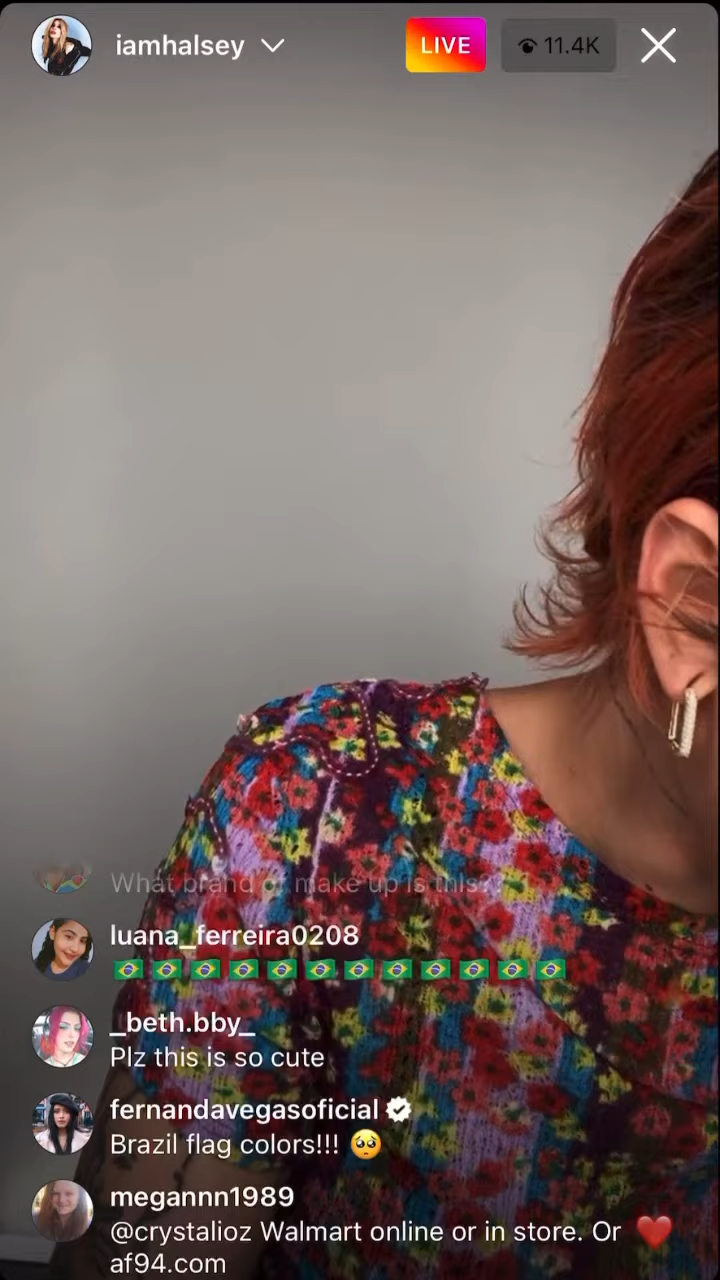 iamhalsey
LIVE
11.4K
What brand of make up is this??
luana_ferreira0208
🇧🇷🇧🇷🇧🇷🇧🇷🇧🇷🇧🇷🇧🇷🇧🇷🇧🇷🇧🇷🇧🇷🇧🇷
_beth.bby_
Plz this is so cute
fernandavegasoficial
Brazil flag colors!!! 🥺
megannn1989
@crystalioz Walmart online or in store. Or
af94.com